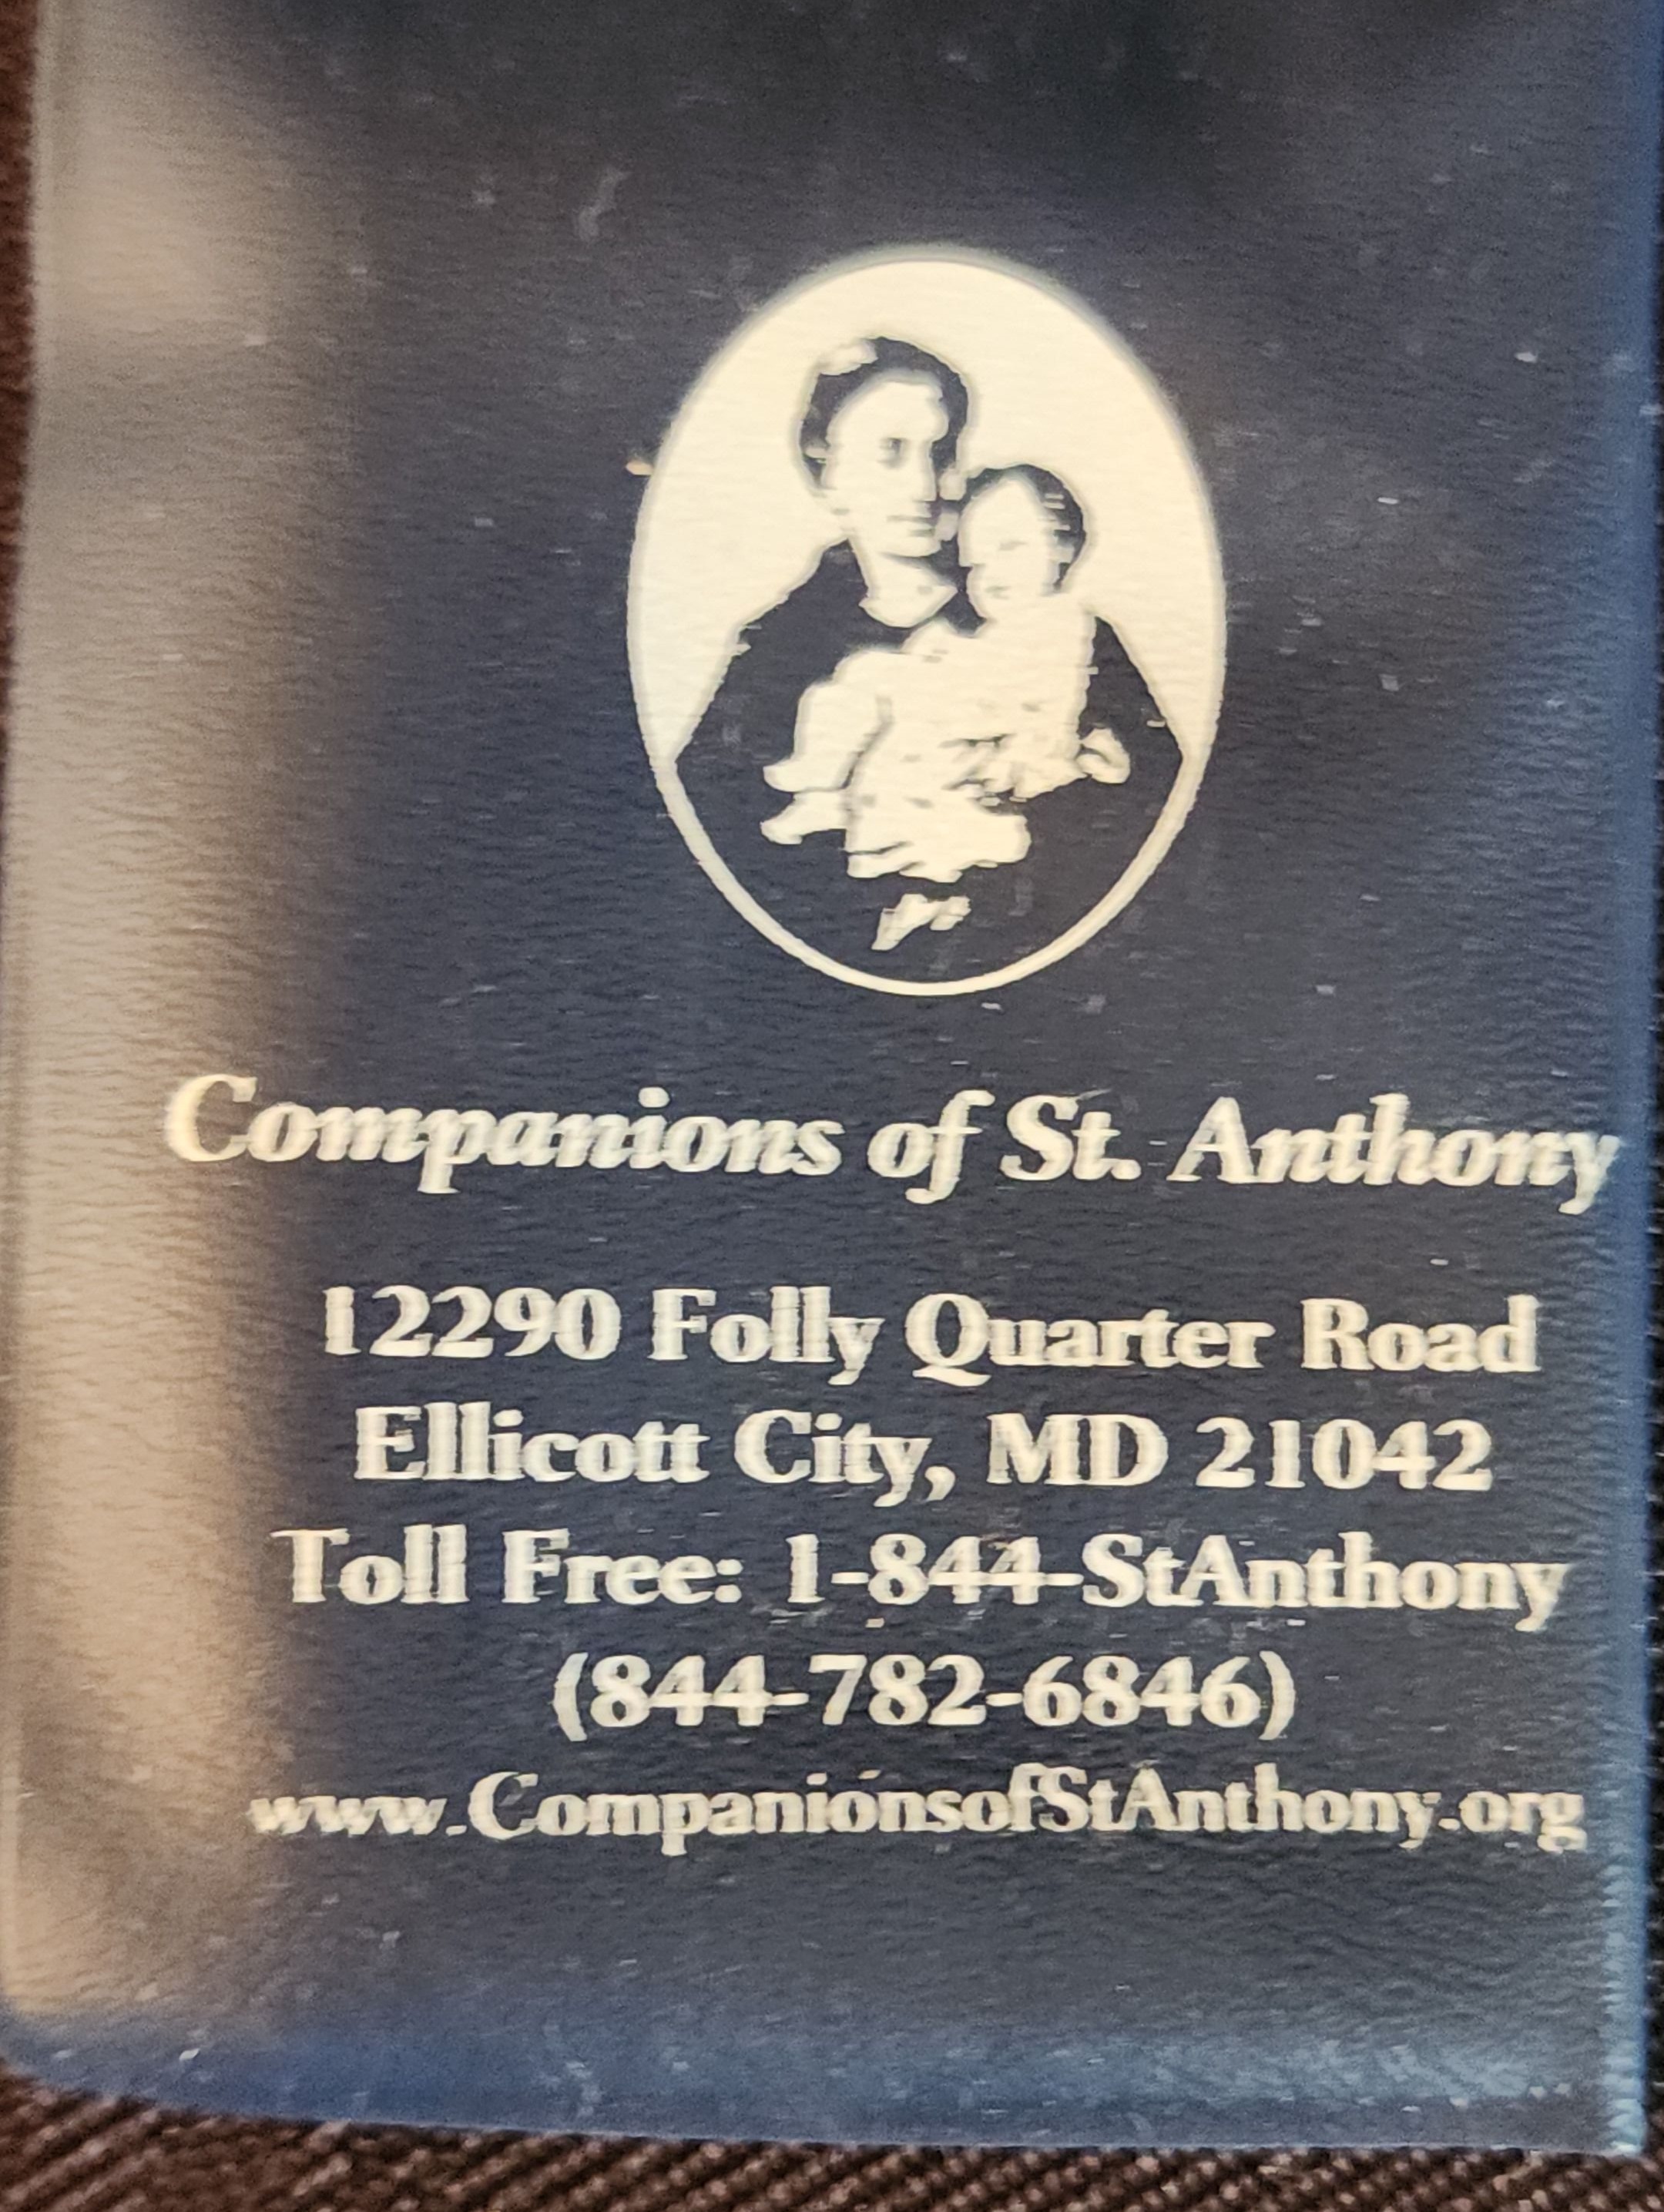 Companions of St. Anthony
12290 Folly Quarter Road
Ellicott City, MD 21042
Toll Free: 1-844-StAnthony
(844-782-6846)
www.CompanionsofStAnthony.org